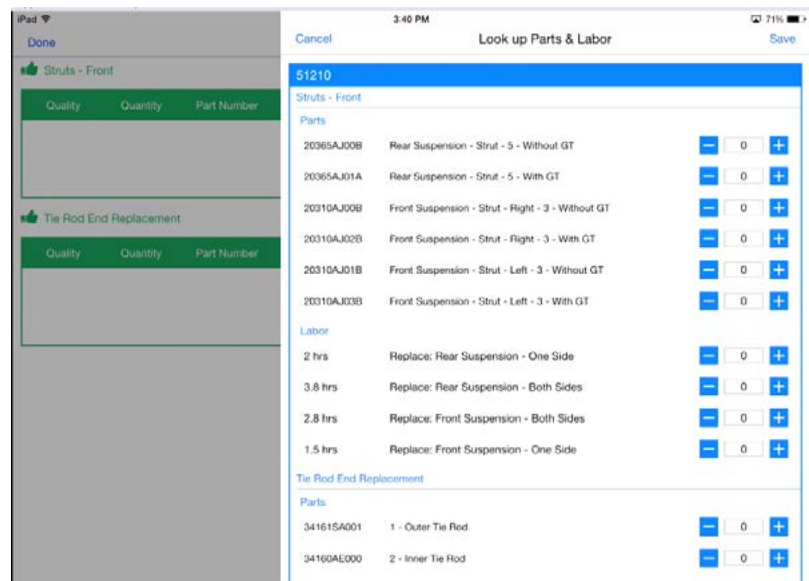 iPad 3:40 PM 71%
Done
Cancel Look up Parts & Labor Save
Struts - Front
Quality Quantity Part Number
Tie Rod End Replacement
Quality Quantity Part Number
51210
Struts - Front
Parts
20365AJ00B Rear Suspension - Strut - 5 - Without GT 0
20365AJ01A Rear Suspension - Strut - 5 - With GT 0
20310AJ00B Front Suspension - Strut - Right - 3 - Without GT 0
20310AJ02B Front Suspension - Strut - Right - 3 - With GT 0
20310AJ01B Front Suspension - Strut - Left - 3 - Without GT 0
20310AJ03B Front Suspension - Strut - Left - 3 - With GT 0
Labor
2 hrs Replace: Rear Suspension - One Side 0
3.8 hrs Replace: Rear Suspension - Both Sides 0
2.8 hrs Replace: Front Suspension - Both Sides 0
1.5 hrs Replace: Front Suspension - One Side 0
Tie Rod End Replacement
Parts
34161SA001 1 - Outer Tie Rod 0
34160AE000 2 - Inner Tie Rod 0